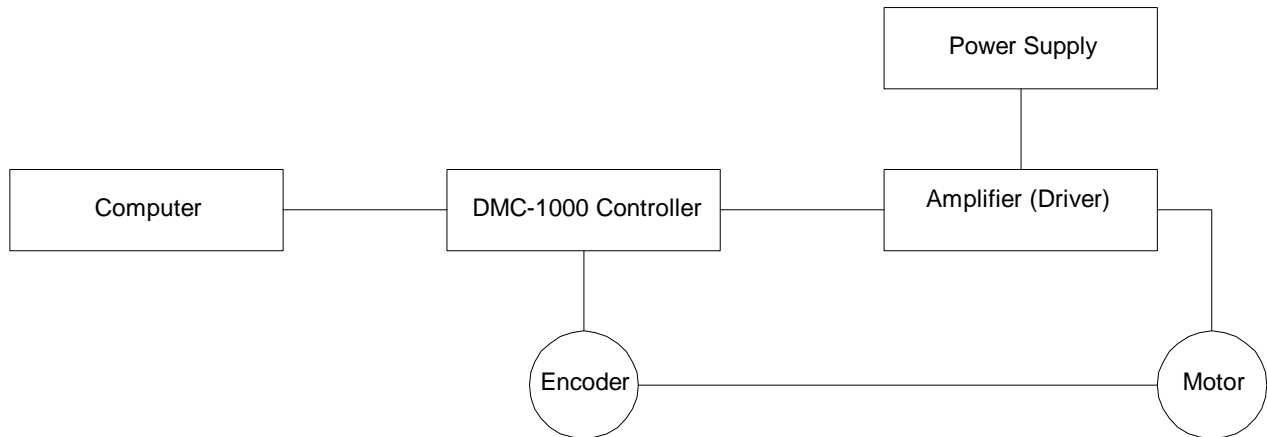 Power Supply
Computer
DMC-1000 Controller
Amplifier (Driver)
Encoder
Motor